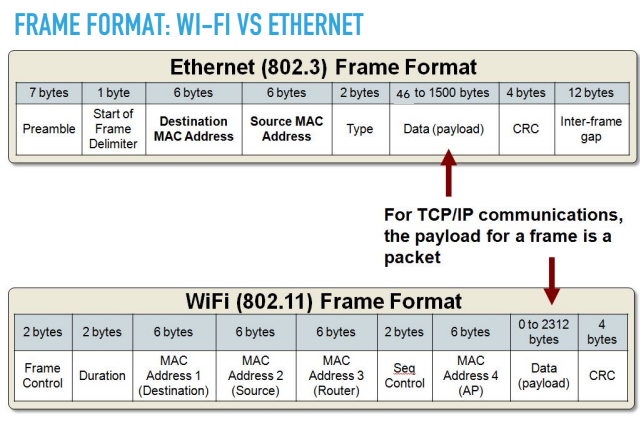 FRAME FORMAT: WI-FI VS ETHERNET
Ethernet (802.3) Frame Format
7 bytes 1 byte 6 bytes 6 bytes 2 bytes 46 to 1500 bytes 4 bytes 12 bytes
Preamble
Start of
Frame
Delimiter
Destination
MAC Address
Source MAC
Address
Type
Data (payload)
CRC
Inter-frame
gap
For TCP/IP communications,
the payload for a frame is a
packet
WiFi (802.11) Frame Format
2 bytes 2 bytes 6 bytes 6 bytes 6 bytes 2 bytes 6 bytes
0 to 2312
bytes
4
bytes
Frame
Control
Duration
MAC
Address 1
(Destination)
MAC
Address 2
(Source)
MAC
Address 3
(Router)
Seq
Control
MAC
Address 4
(AP)
Data
(payload)
CRC